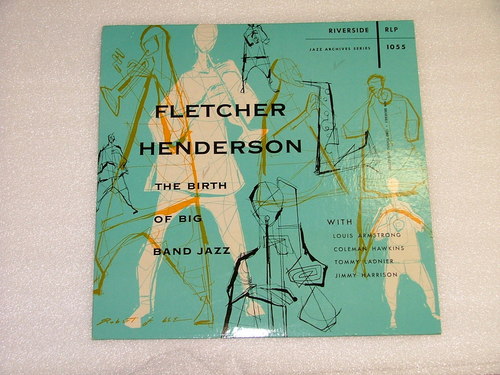 RIVERSIDE RLP
JAZZ ARCHIVES SERIES 1055
FLETCHER
HENDERSON
THE BIRTH
OF BIG
BAND JAZZ
WITH
LOUIS ARMSTRONG
COLEMAN HAWKINS
TOMMY LADNIER
JIMMY HARRISON